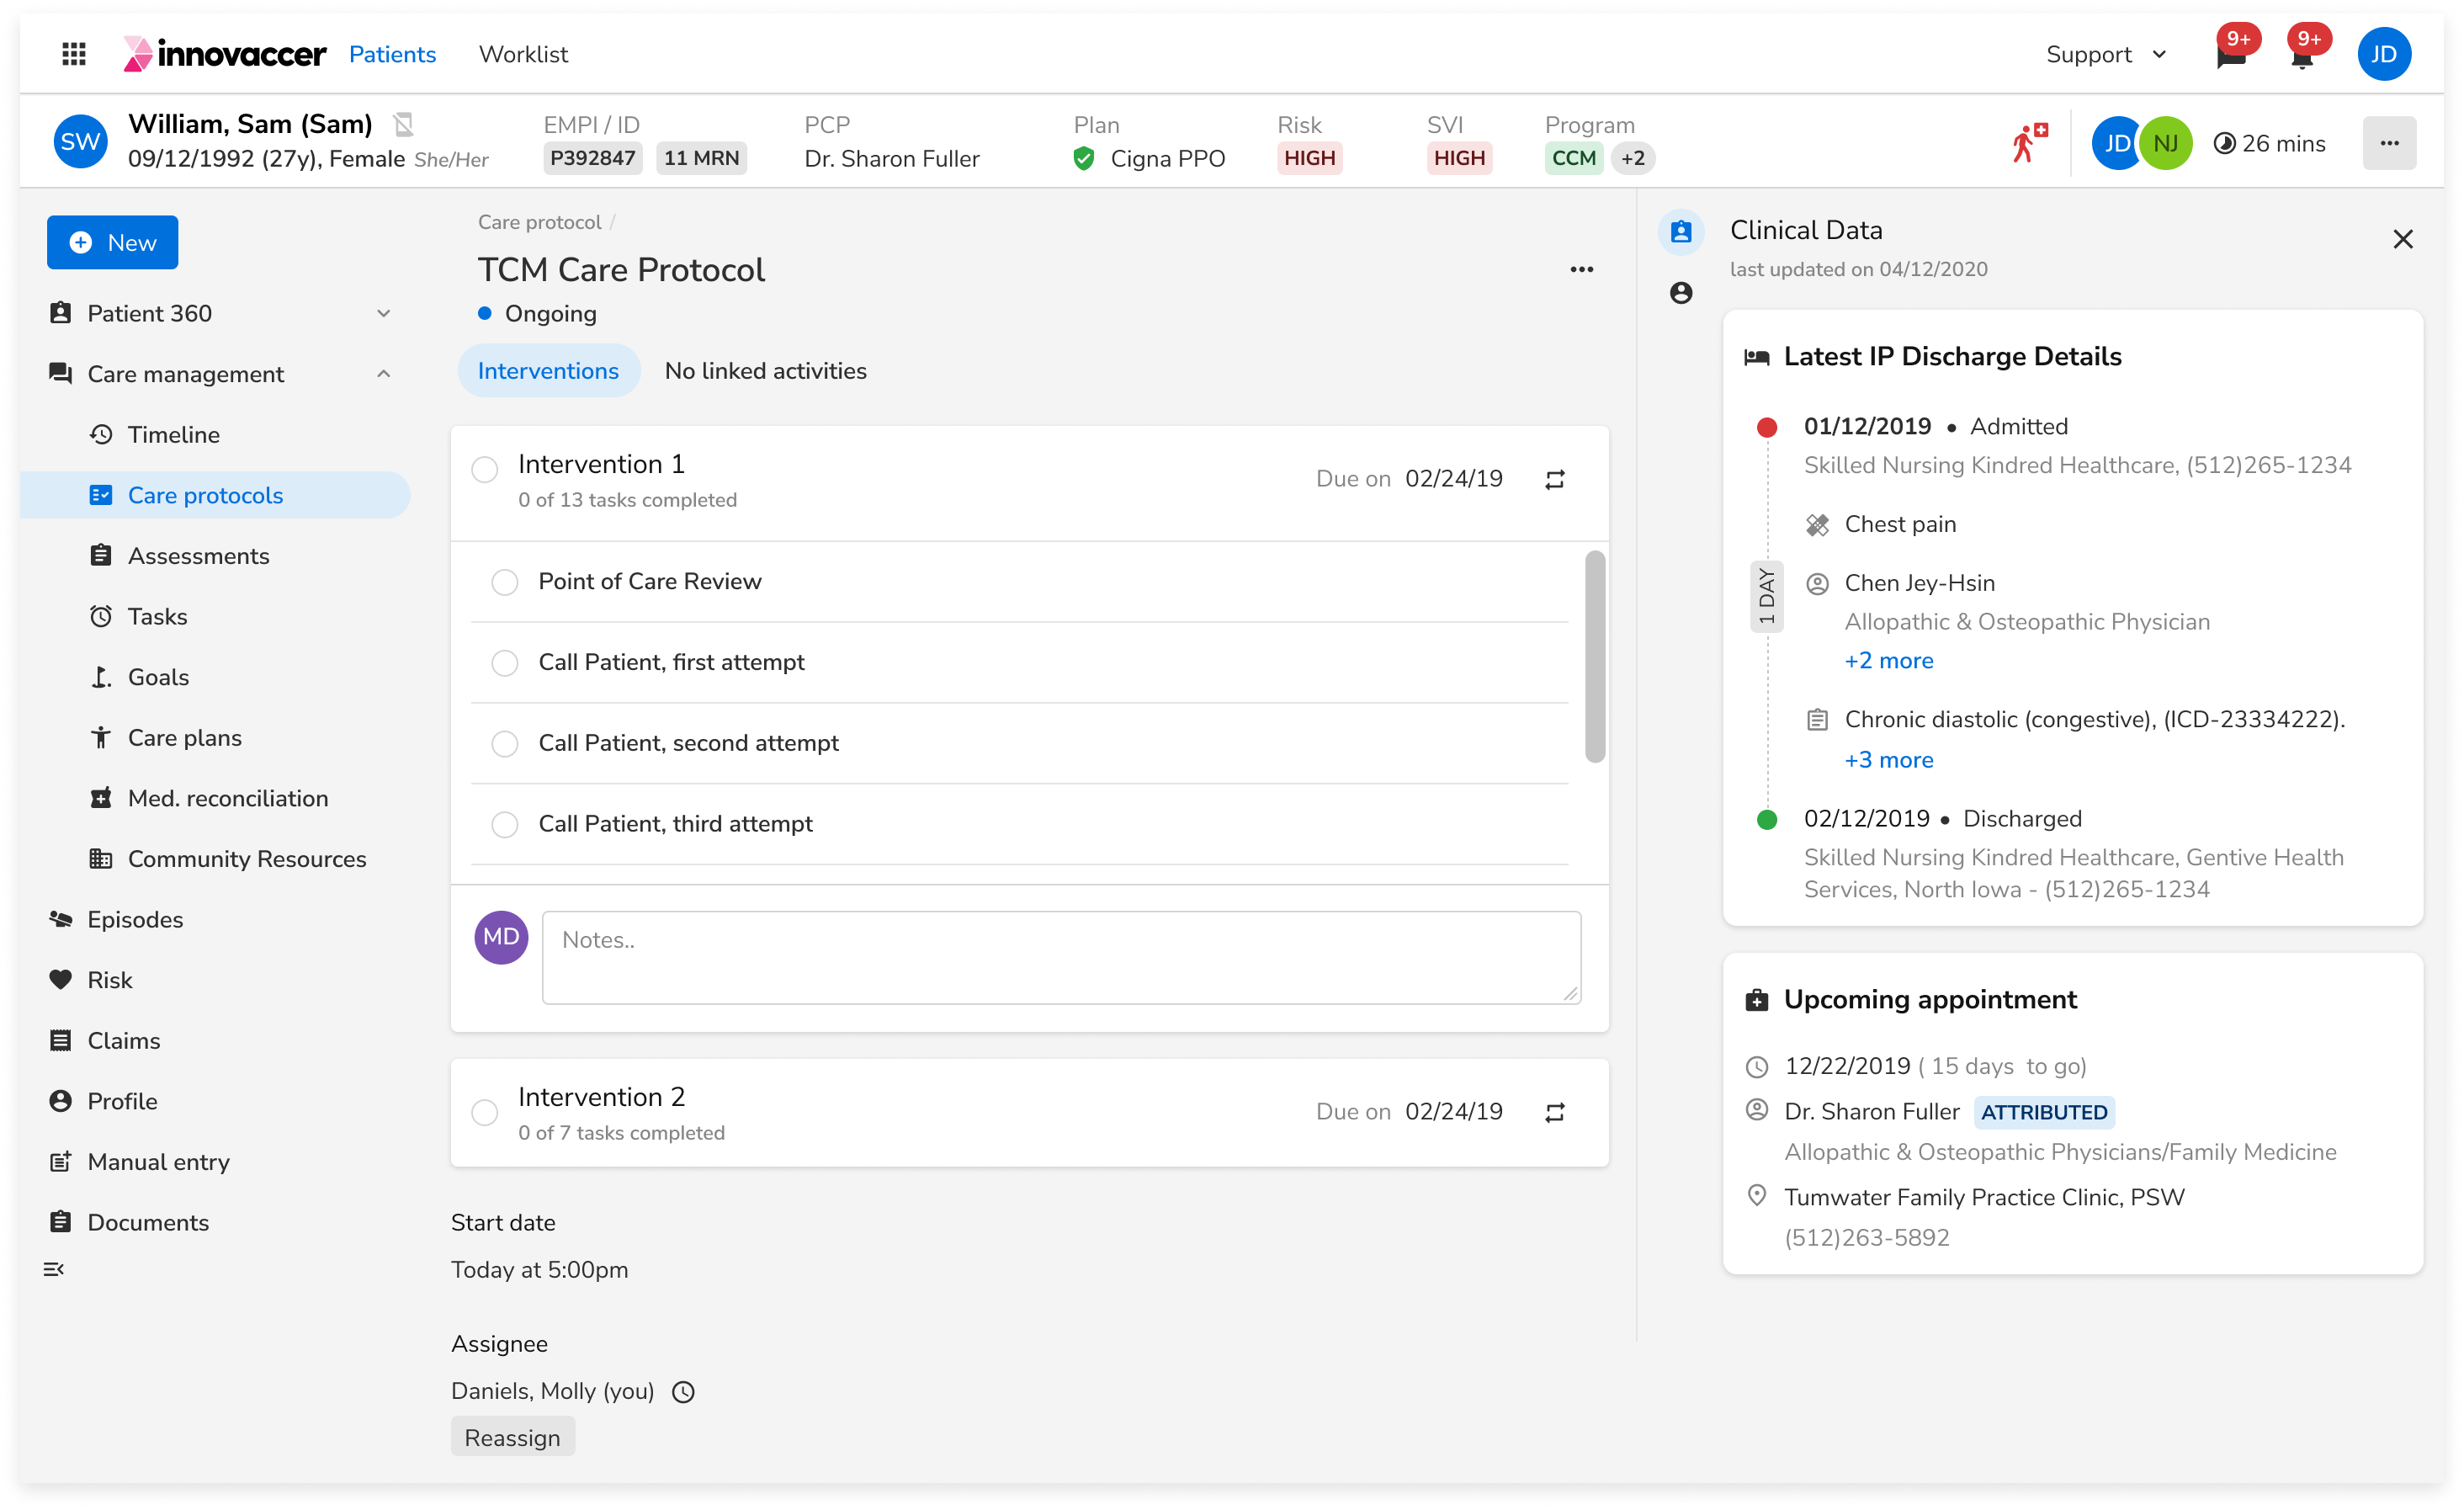 innovaccer
Patients
Worklist
Support
9+
9+
JD
SW
William, Sam (Sam)
09/12/1992 (27y), Female She/Her
EMPI / ID
P392847
11 MRN
PCP
Dr. Sharon Fuller
Plan
Cigna PPO
Risk
HIGH
SVI
HIGH
Program
CCM
+2
JD
NJ
26 mins
New
Patient 360
Care management
Timeline
Care protocols
Assessments
Tasks
Goals
Care plans
Med. reconciliation
Community Resources
Episodes
Risk
Claims
Profile
Manual entry
Documents
Care protocol /
TCM Care Protocol
Ongoing
Interventions
No linked activities
Intervention 1
0 of 13 tasks completed
Due on 02/24/19
Point of Care Review
Call Patient, first attempt
Call Patient, second attempt
Call Patient, third attempt
MD
Notes..
Intervention 2
0 of 7 tasks completed
Due on 02/24/19
Start date
Today at 5:00pm
Assignee
Daniels, Molly (you)
Reassign
Clinical Data
last updated on 04/12/2020
Latest IP Discharge Details
01/12/2019 • Admitted
Skilled Nursing Kindred Healthcare, (512)265-1234
Chest pain
1 DAY
Chen Jey-Hsin
Allopathic & Osteopathic Physician
+2 more
Chronic diastolic (congestive), (ICD-23334222).
+3 more
02/12/2019 • Discharged
Skilled Nursing Kindred Healthcare, Gentive Health
Services, North Iowa - (512)265-1234
Upcoming appointment
12/22/2019 ( 15 days to go)
Dr. Sharon Fuller ATTRIBUTED
Allopathic & Osteopathic Physicians/Family Medicine
Tumwater Family Practice Clinic, PSW
(512)263-5892